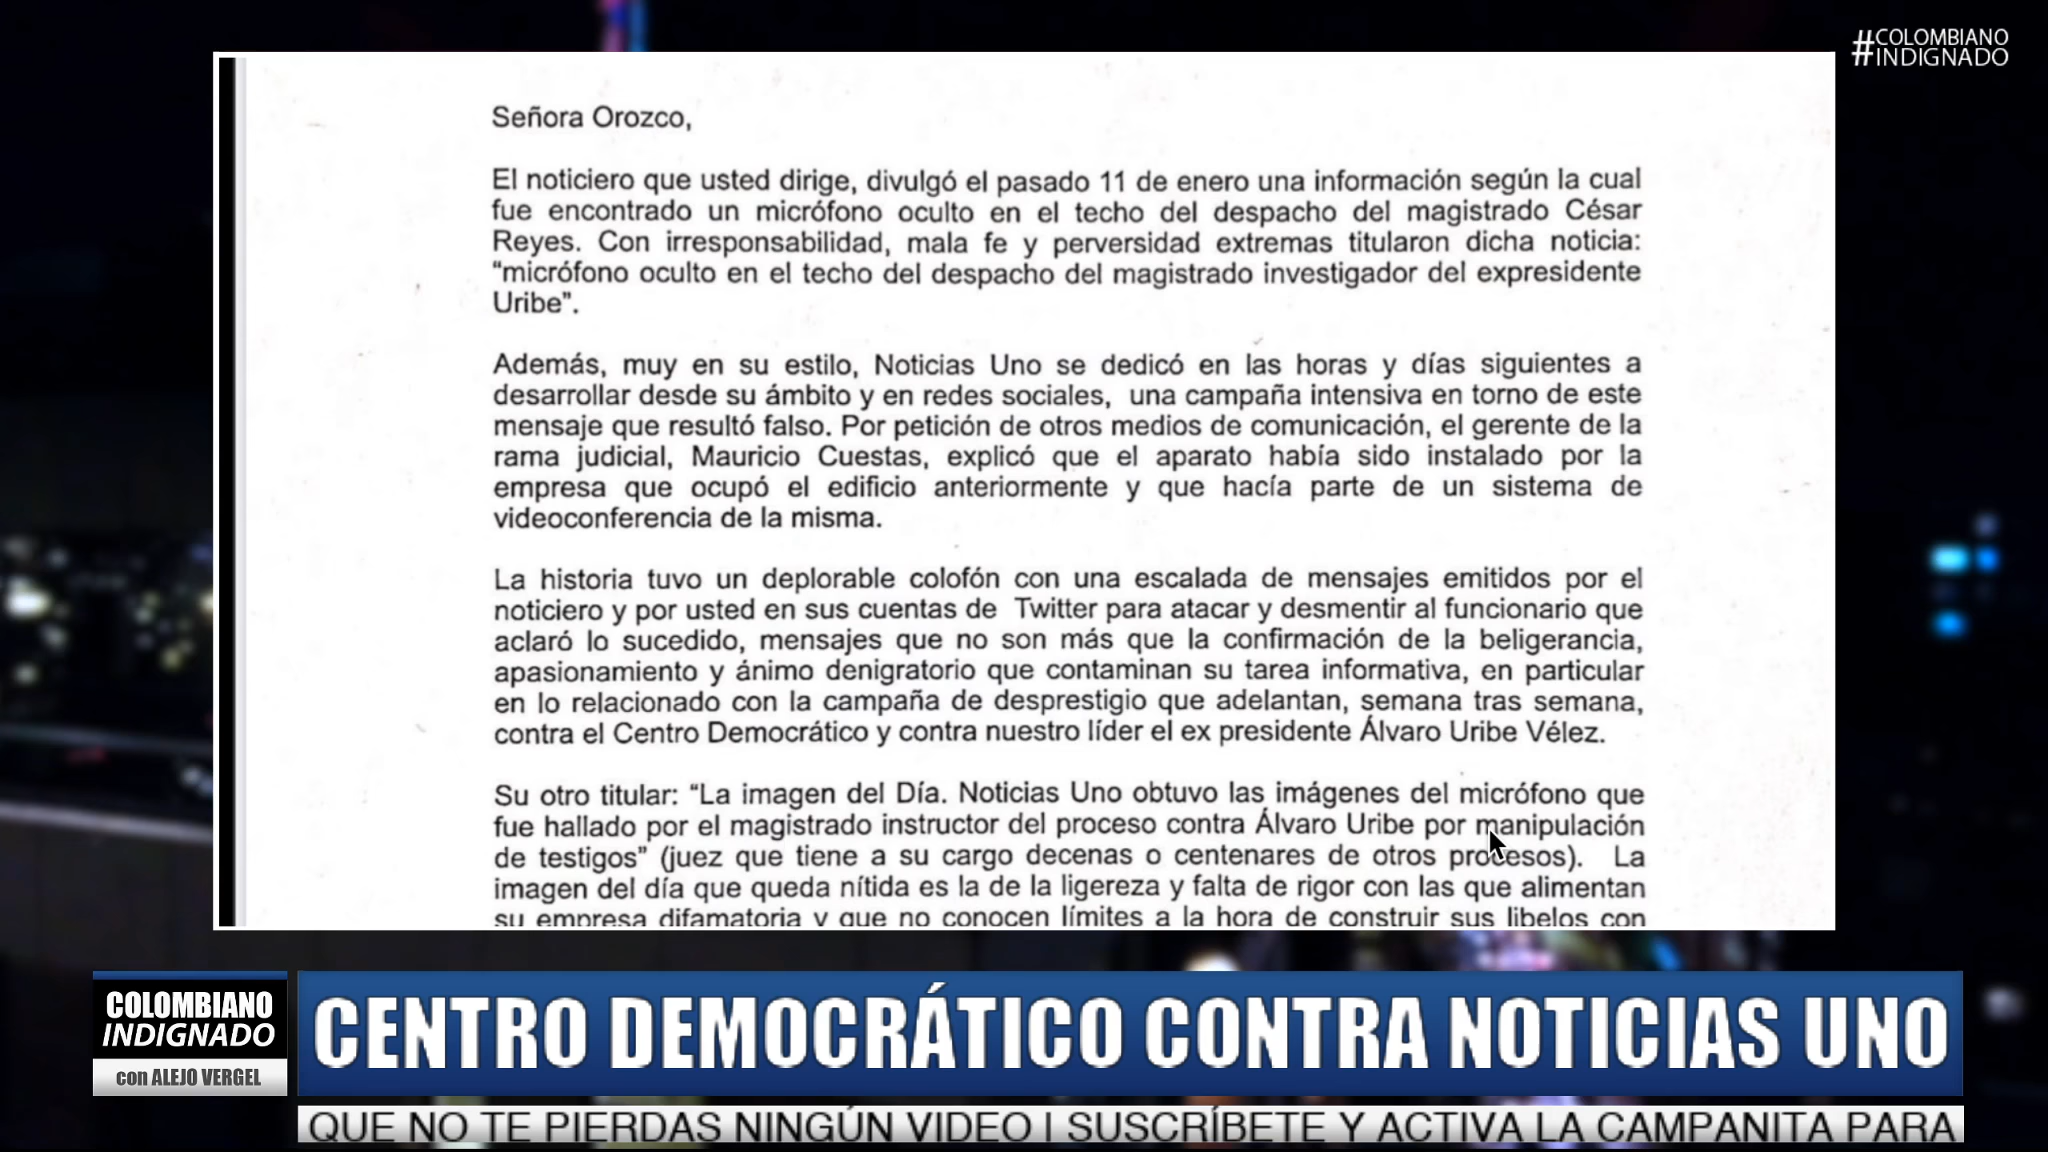 #COLOMBIANO
INDIGNADO
Señora Orozco,
El noticiero que usted dirige, divulgó el pasado 11 de enero una información según la cual
fue encontrado un micrófono oculto en el techo del despacho del magistrado César
Reyes. Con irresponsabilidad, mala fe y perversidad extremas titularon dicha noticia:
“micrófono oculto en el techo del despacho del magistrado investigador del expresidente
Uribe”.
Además, muy en su estilo, Noticias Uno se dedicó en las horas y días siguientes a
desarrollar desde su ámbito y en redes sociales, una campaña intensiva en torno de este
mensaje que resultó falso. Por petición de otros medios de comunicación, el gerente de la
rama judicial, Mauricio Cuestas, explicó que el aparato había sido instalado por la
empresa que ocupó el edificio anteriormente y que hacía parte de un sistema de
videoconferencia de la misma.
La historia tuvo un deplorable colofón con una escalada de mensajes emitidos por el
noticiero y por usted en sus cuentas de Twitter para atacar y desmentir al funcionario que
aclaró lo sucedido, mensajes que no son más que la confirmación de la beligerancia,
apasionamiento y ánimo denigratorio que contaminan su tarea informativa, en particular
en lo relacionado con la campaña de desprestigio que adelantan, semana tras semana,
contra el Centro Democrático y contra nuestro líder el ex presidente Álvaro Uribe Vélez.
Su otro titular: “La imagen del Día. Noticias Uno obtuvo las imágenes del micrófono que
fue hallado por el magistrado instructor del proceso contra Álvaro Uribe por manipulación
de testigos” (juez que tiene a su cargo decenas o centenares de otros procesos). La
imagen del día que queda nítida es la de la ligereza y falta de rigor con las que alimentan
su empresa difamatoria y que no conocen límites a la hora de construir sus libelos con
COLOMBIANO
INDIGNADO
con ALEJO VERGEL
CENTRO DEMOCRÁTICO CONTRA NOTICIAS UNO
QUE NO TE PIERDAS NINGÚN VIDEO | SUSCRÍBETE Y ACTIVA LA CAMPANITA PARA